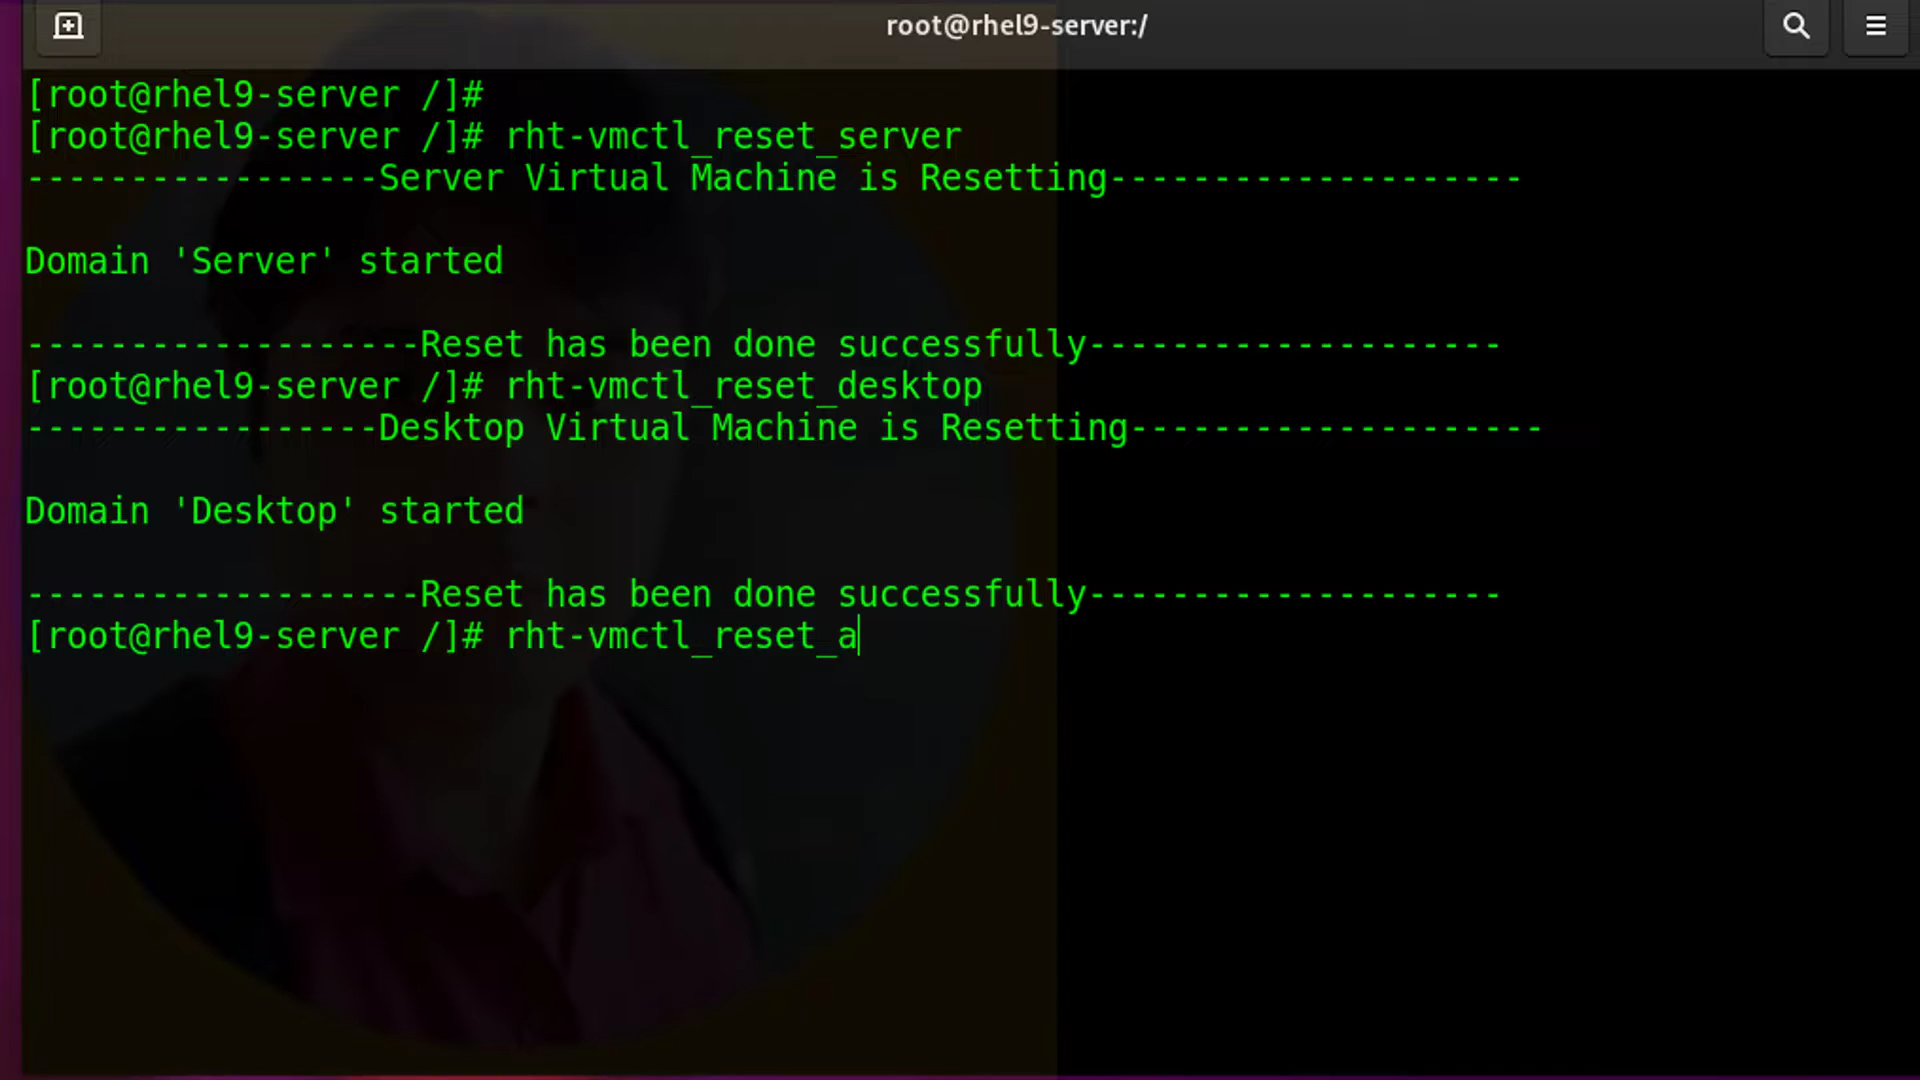 root@rhel9-server:/
[root@rhel9-server /]#
[root@rhel9-server /]# rht-vmctl_reset_server
-----------------Server Virtual Machine is Resetting--------------------
Domain 'Server' started
-------------------Reset has been done successfully--------------------
[root@rhel9-server /]# rht-vmctl_reset_desktop
-----------------Desktop Virtual Machine is Resetting--------------------
Domain 'Desktop' started
-------------------Reset has been done successfully--------------------
[root@rhel9-server /]# rht-vmctl_reset_a